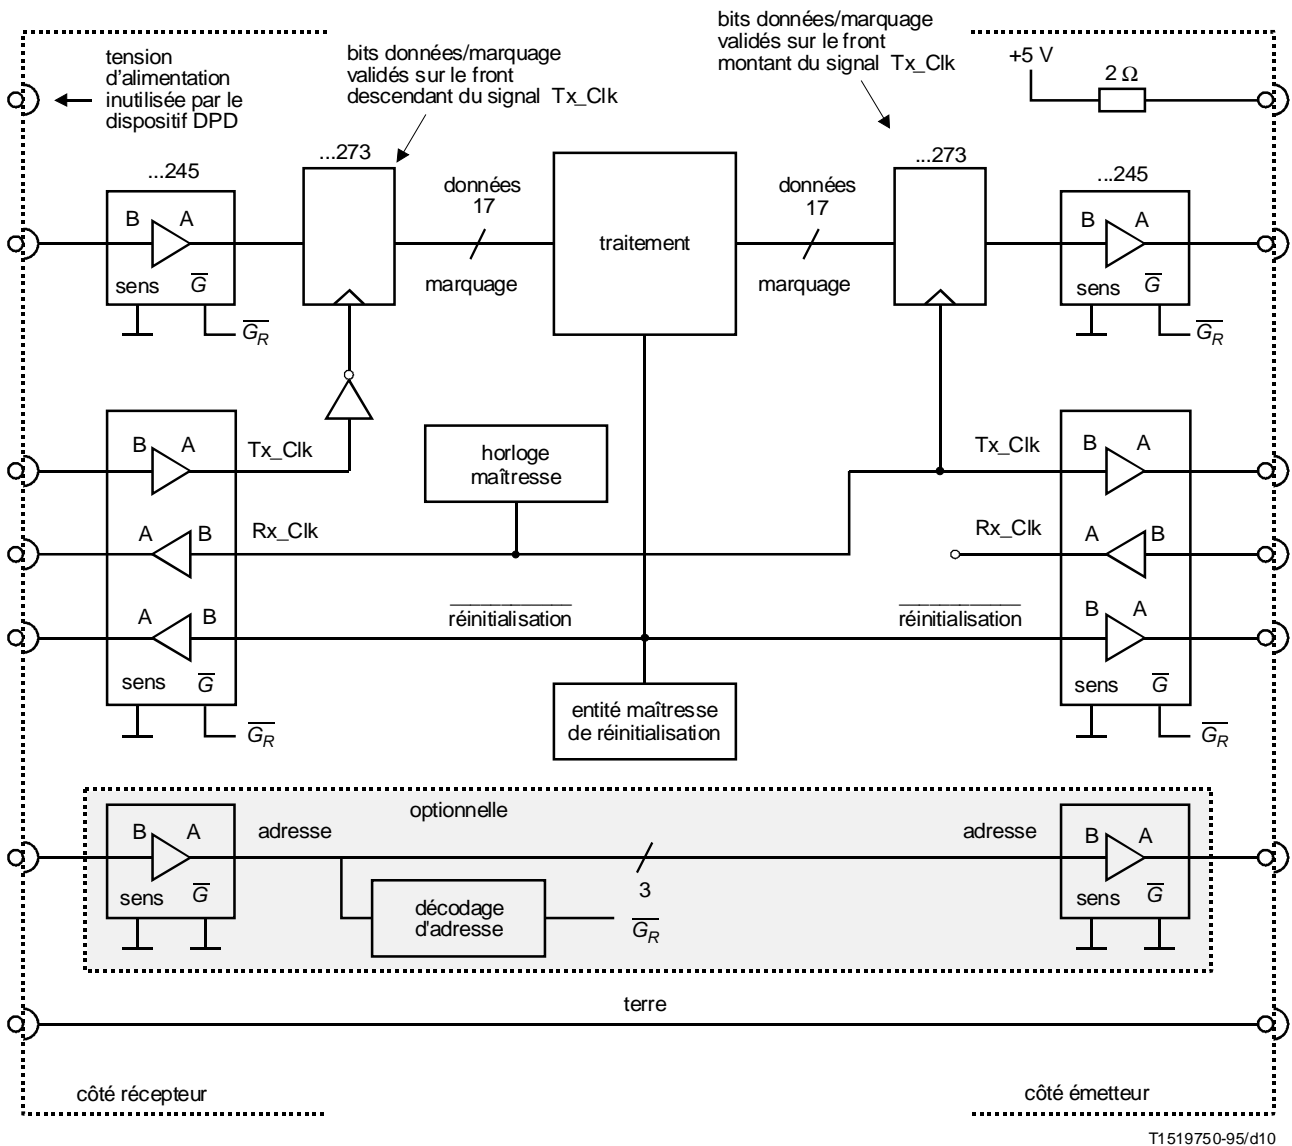 bits données/marquage
validés sur le front
montant du signal Tx_Clk
tension
d'alimentation
inutilisée par le
dispositif DPD
bits données/marquage
validés sur le front
descendant du signal Tx_Clk
+5 V
2 Ω
...245
...273
...273
...245
B A
sens G
G_R
données
17
marquage
traitement
données
17
marquage
B A
sens G
G_R
B A
Tx_Clk
horloge
maîtresse
Tx_Clk
B A
A B
Rx_Clk
Rx_Clk
A B
A B
réinitialisation
réinitialisation
B A
sens G
G_R
entité maîtresse
de réinitialisation
sens G
G_R
optionnelle
B A
adresse
adresse
B A
sens G
3
décodage
d'adresse
G_R
sens G
terre
côté récepteur
côté émetteur
T1519750-95/d10